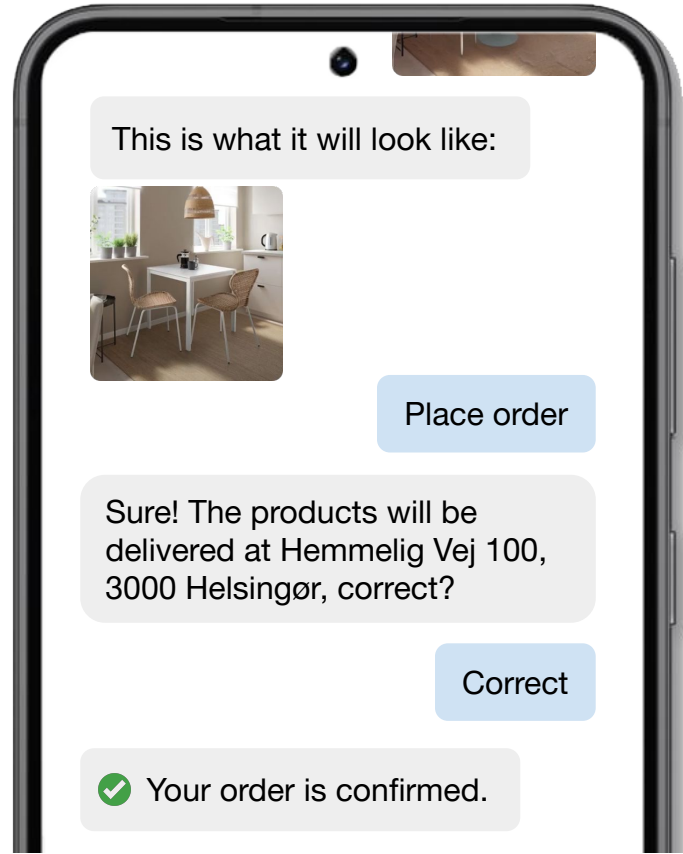 This is what it will look like:
Place order
Sure! The products will be
delivered at Hemmelig Vej 100,
3000 Helsingør, correct?
Correct
Your order is confirmed.